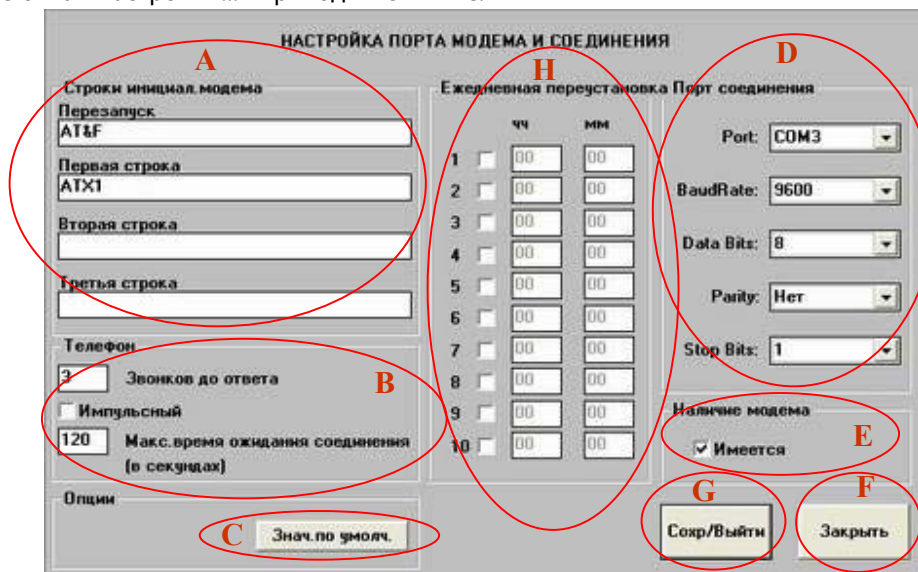 НАСТРОЙКА ПОРТА МОДЕМА И СОЕДИНЕНИЯ
A
Строки инициал.модема
Перезапуск
AT&F
Первая строка
ATX1
Вторая строка
Третья строка
B
Телефон
3 Звонков до ответа
Импульсный
120 Макс.время ожидания соединения
(в секундах)
Опции
C
Знач.по умолч.
H
Ежедневная переустановка
чч мм
1 00 00
2 00 00
3 00 00
4 00 00
5 00 00
6 00 00
7 00 00
8 00 00
9 00 00
10 00 00
D
Порт соединения
Port: COM3
BaudRate: 9600
Data Bits: 8
Parity: Нет
Stop Bits: 1
Наличие модема
E
Имеется
G
Сохр/Выйти
F
Закрыть